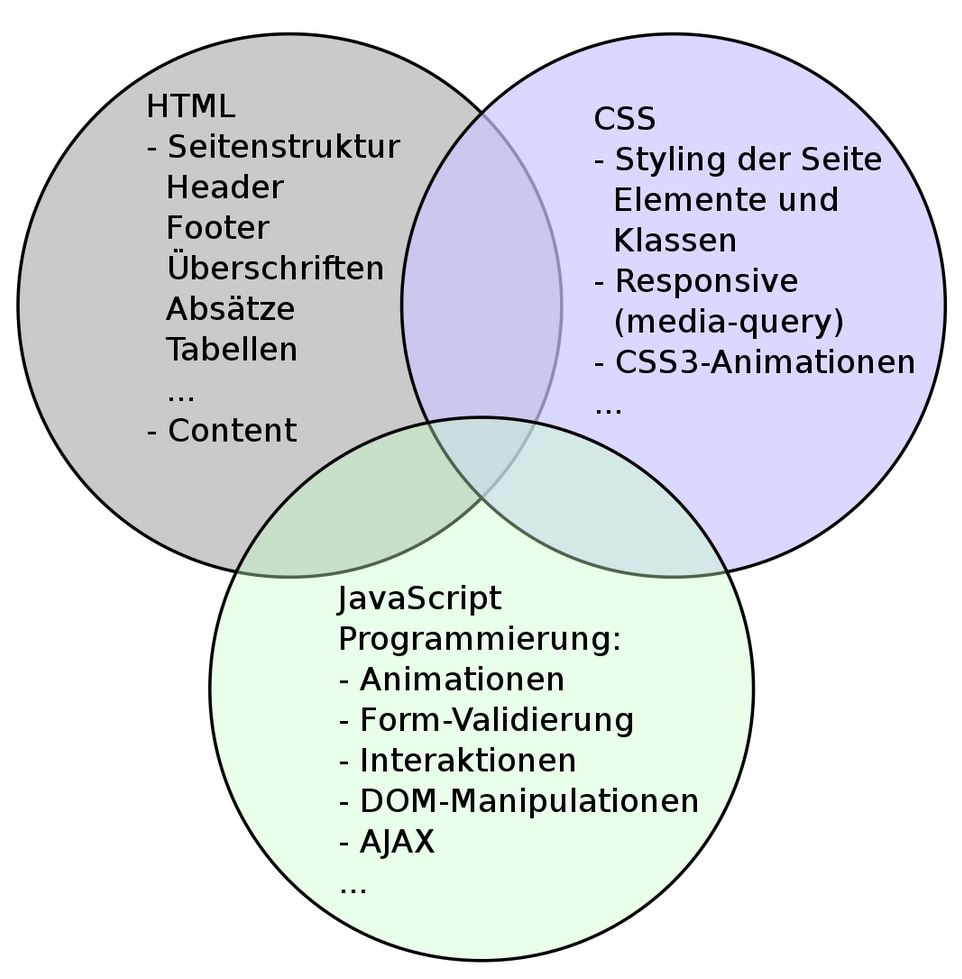 HTML
- Seitenstruktur
Header
Footer
Überschriften
Absätze
Tabellen
...
- Content
CSS
- Styling der Seite
Elemente und
Klassen
- Responsive
(media-query)
- CSS3-Animationen
...
JavaScript
Programmierung:
- Animationen
- Form-Validierung
- Interaktionen
- DOM-Manipulationen
- AJAX
...